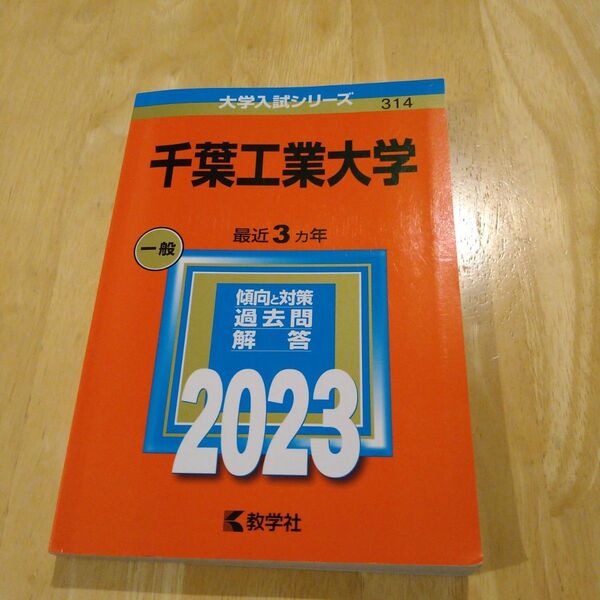 大学入試シリーズ
314
千葉工業大学
最近3カ年
一般
傾向と対策
過去問
解答
2023
教学社